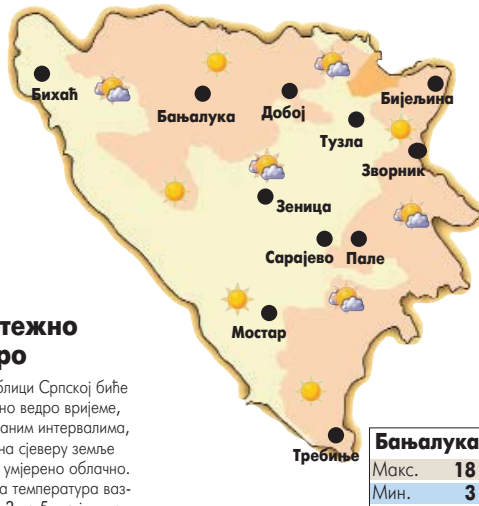 Бихаћ
Бањалука
Добој
Бијељина
Тузла
Зворник
Зеница
Сарајево
Пале
Мостар
Требиње
тежно
ро
блици Српској биће
но ведро вријеме,
аним интервалима,
на сјеверу земље
умјерено облачно.
а температура ваз-
Бањалука
Макс. 18
Мин. 3